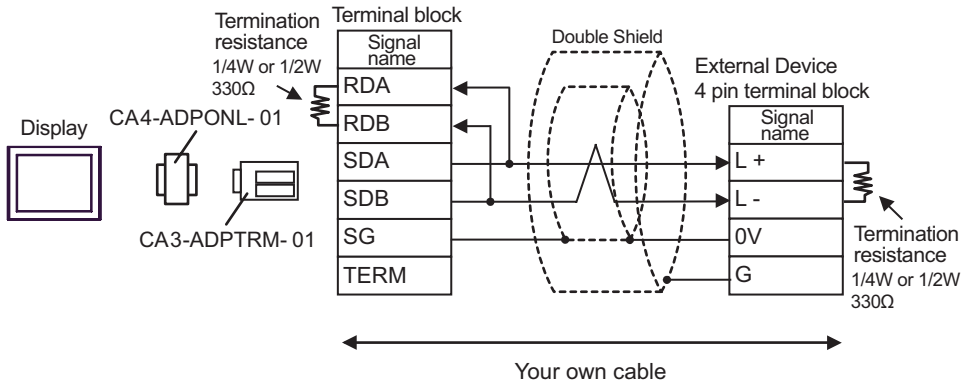 Display
CA4-ADPONL- 01
CA3-ADPTRM- 01
Termination
resistance
1/4W or 1/2W
330Ω
Terminal block
Signal
name
RDA
RDB
SDA
SDB
SG
TERM
Double Shield
External Device
4 pin terminal block
Signal
name
L +
L -
0V
G
Termination
resistance
1/4W or 1/2W
330Ω
Your own cable